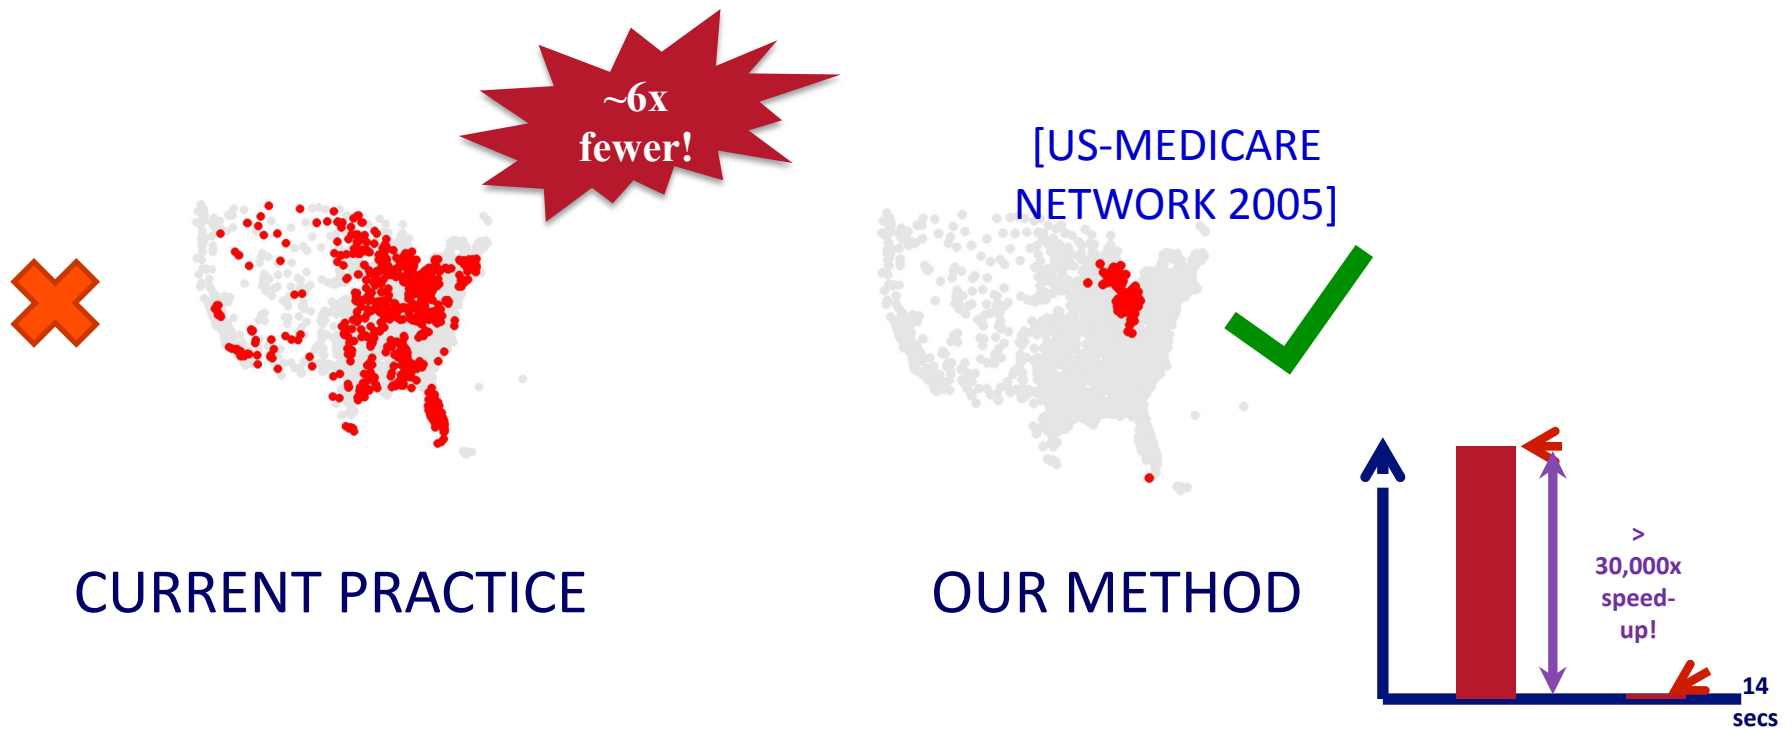 ~6x
fewer!
[US-MEDICARE
NETWORK 2005]
CURRENT PRACTICE
OUR METHOD
>
30,000x
speed-
up!
14
secs